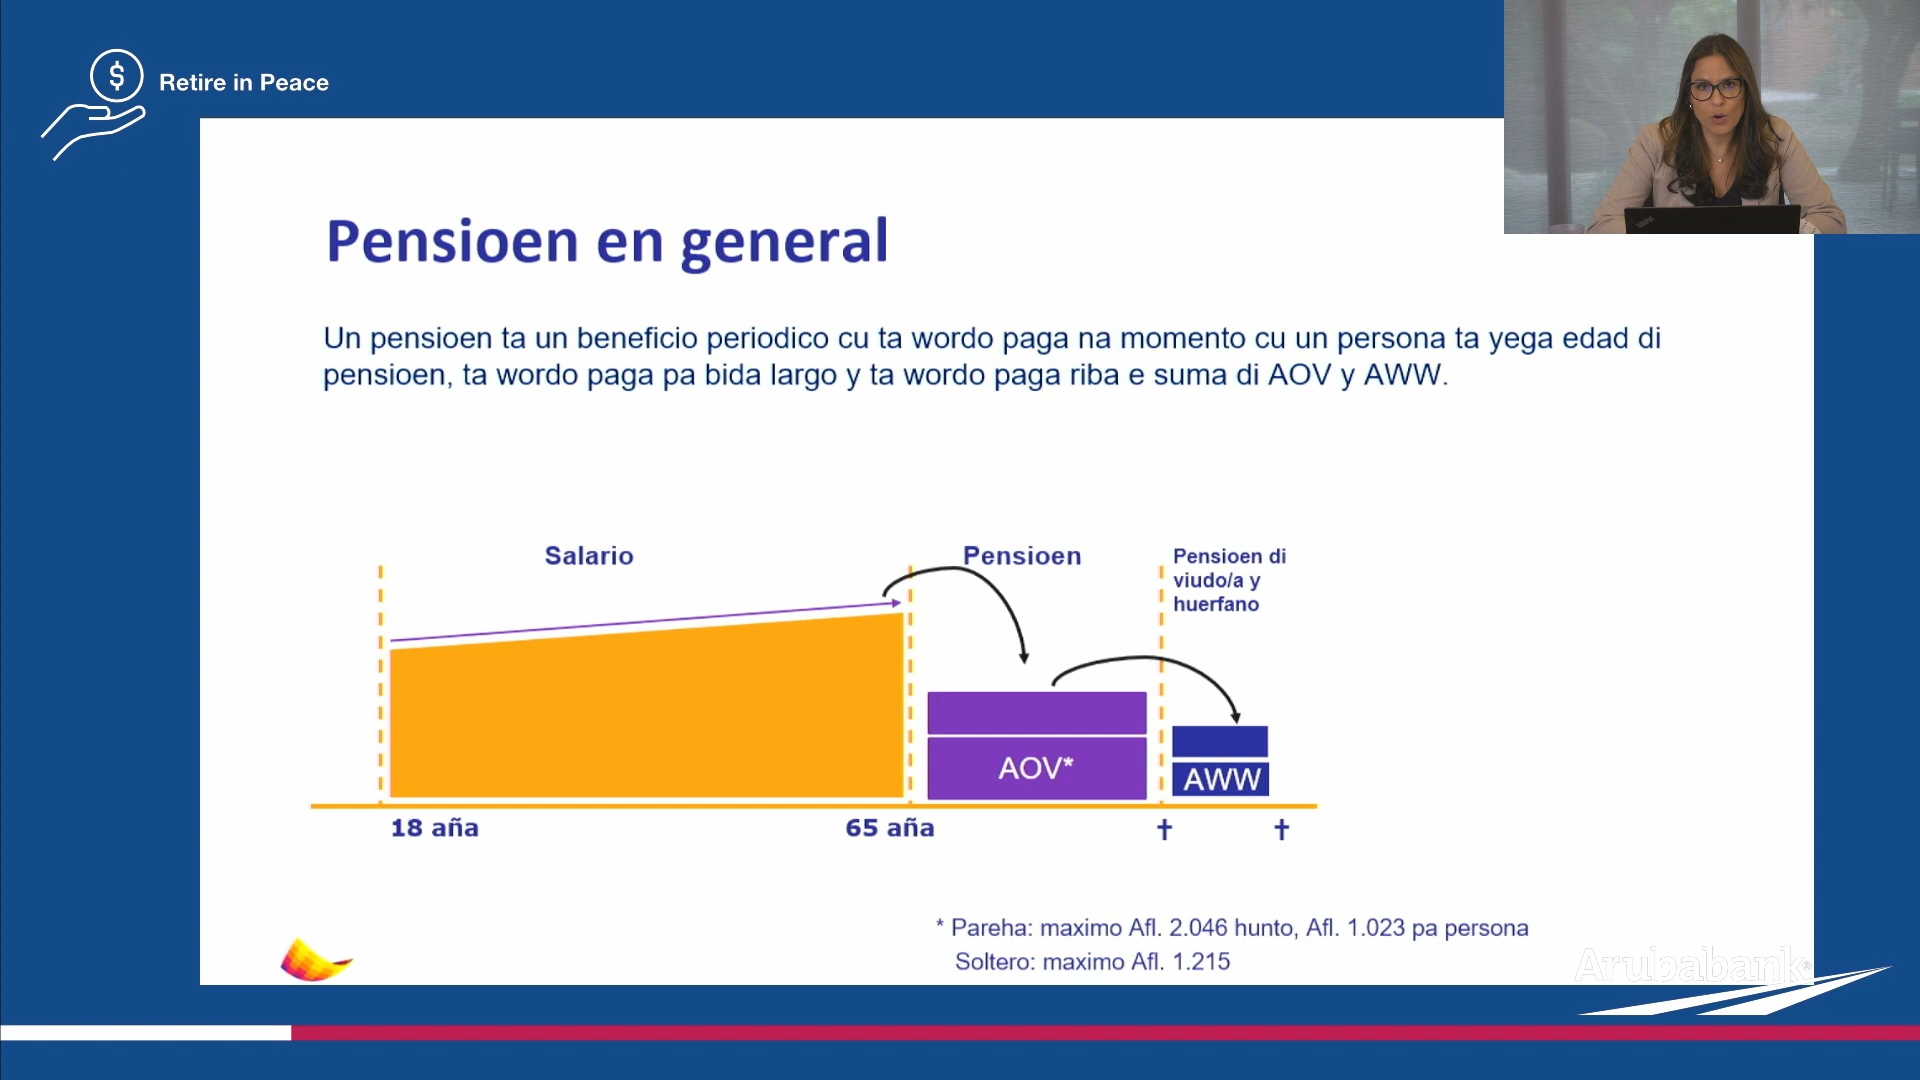 Retire in Peace
Pensioen en general
Un pensioen ta un beneficio periodico cu ta wordo paga na momento cu un persona ta yega edad di
pensioen, ta wordo paga pa bida largo y ta wordo paga riba e suma di AOV y AWW.
Salario
Pensioen
Pensioen di
viudo/a y
huerfano
AOV*
AWW
18 aña
65 aña
* Pareha: maximo Afl. 2.046 hunto, Afl. 1.023 pa persona
Soltero: maximo Afl. 1.215
Arubabank